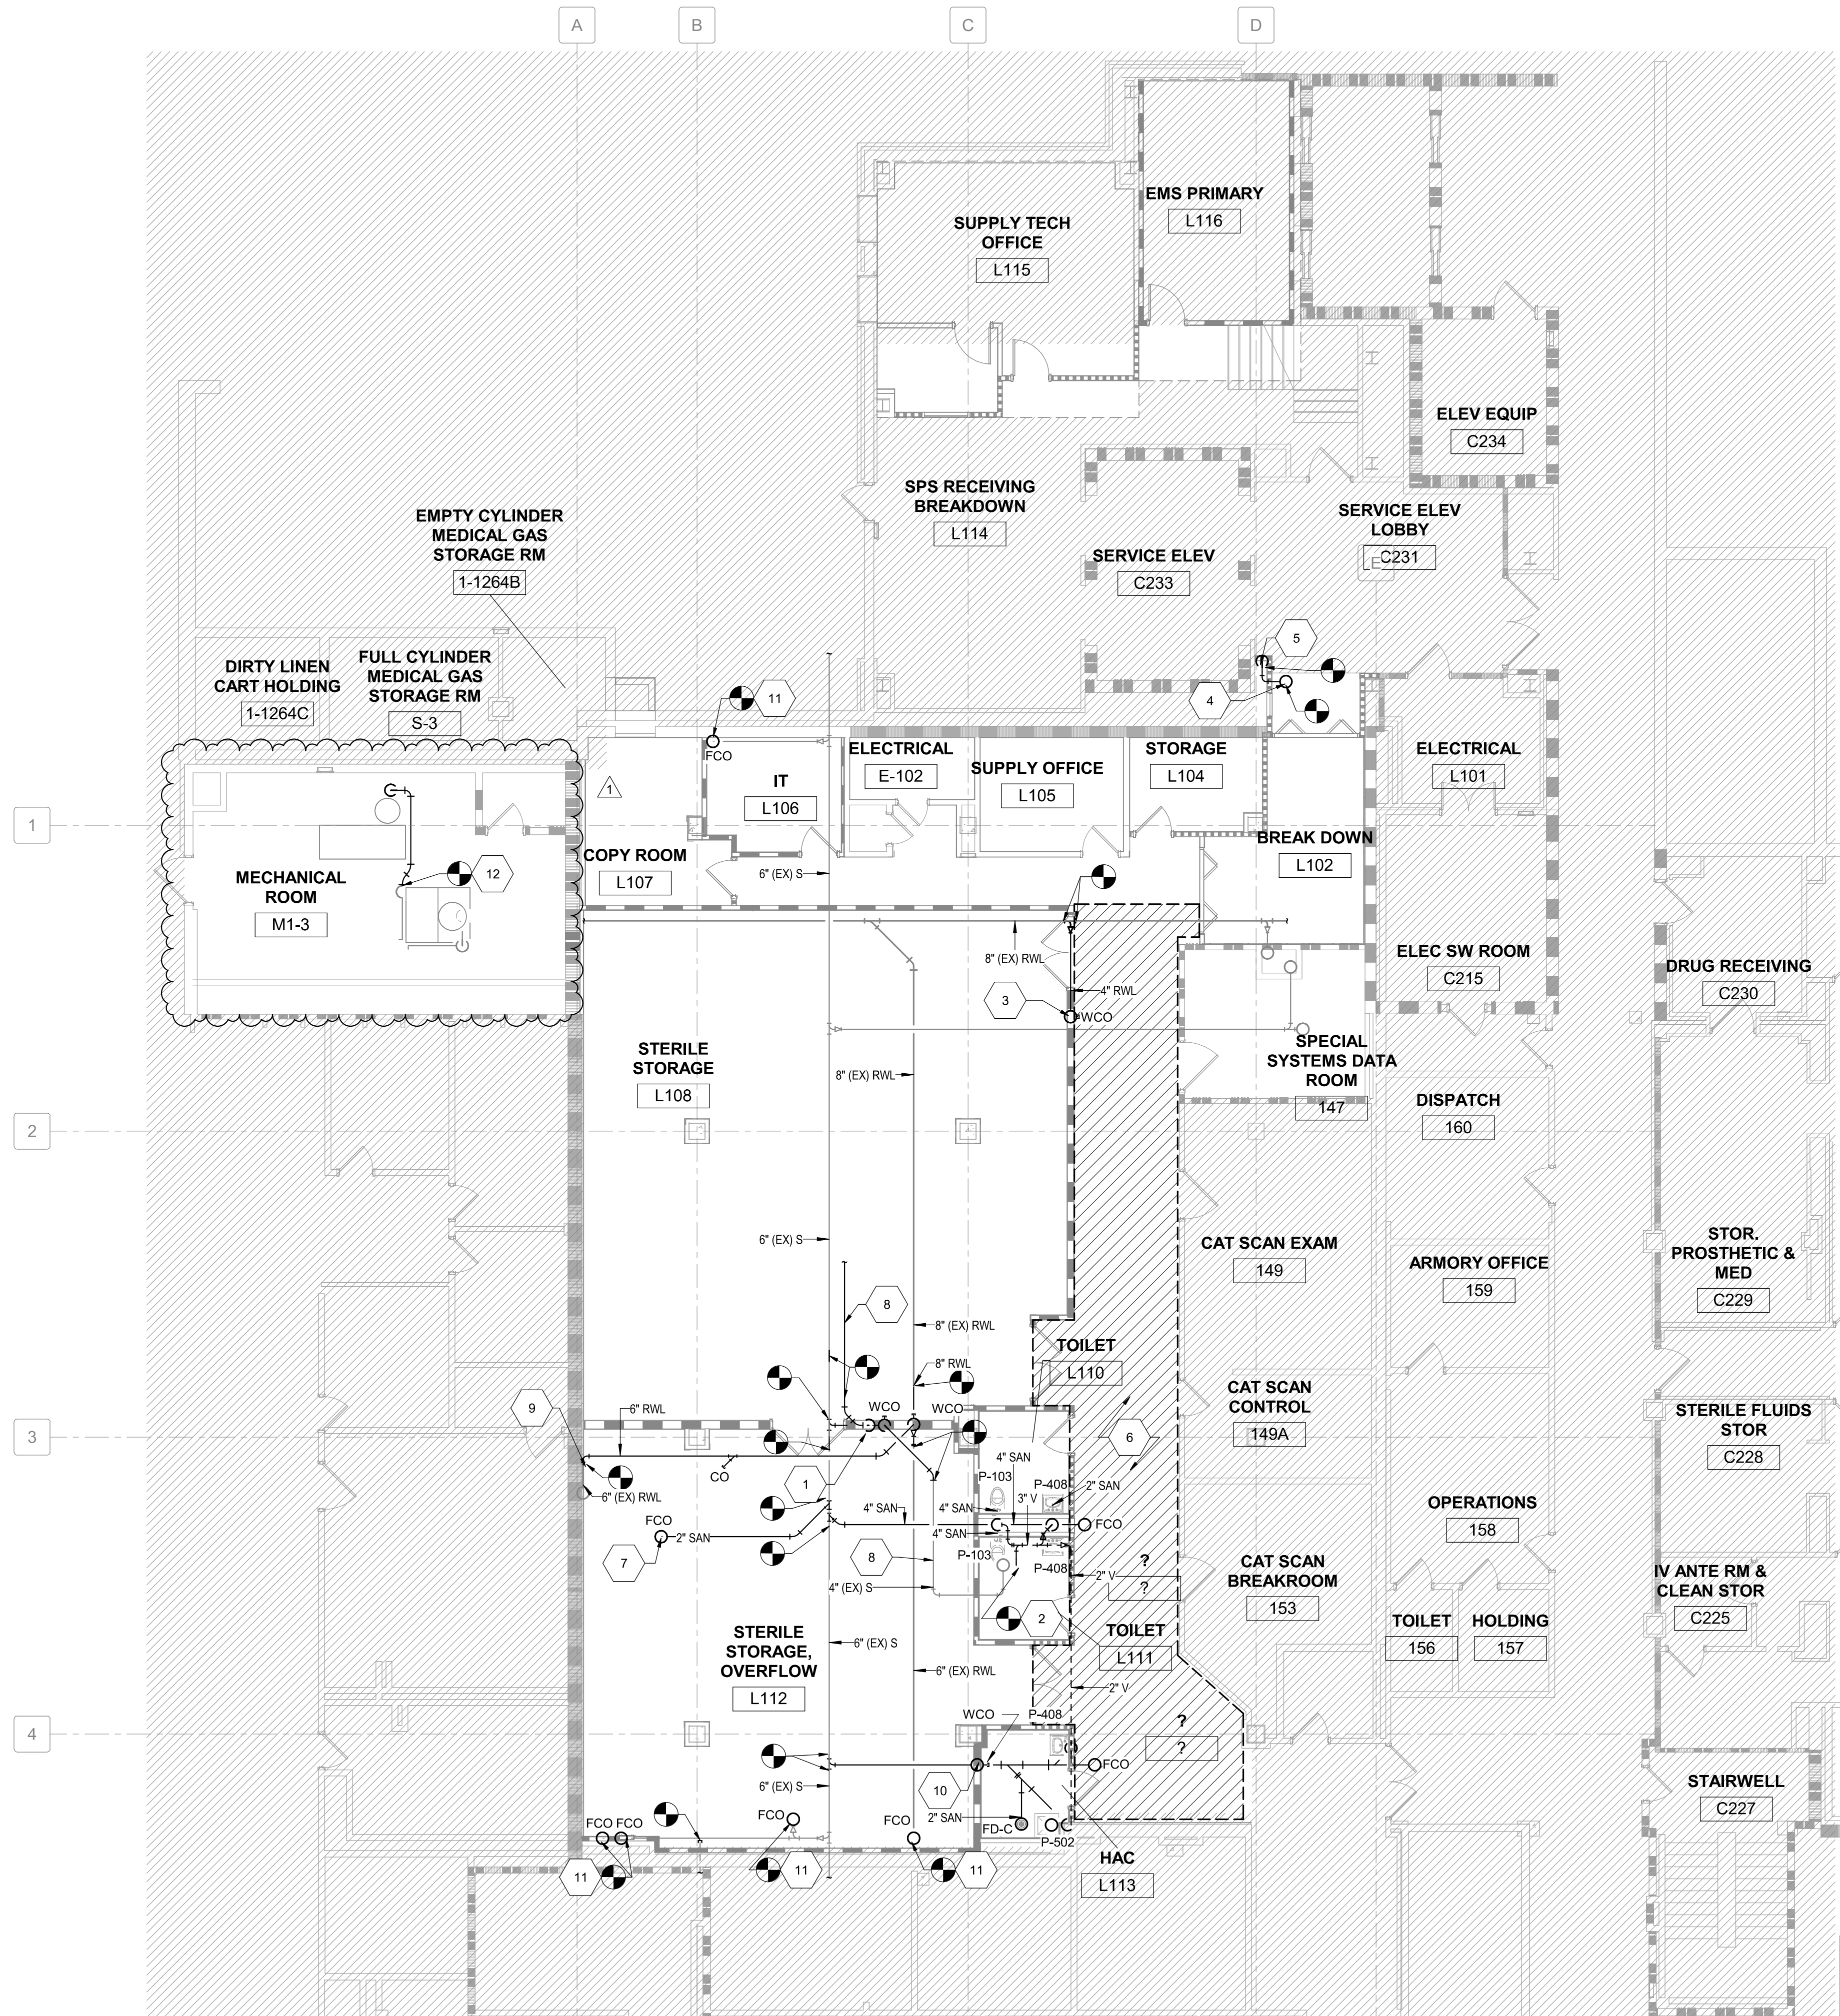 A
B
C
D
EMS PRIMARY
L116
SUPPLY TECH
OFFICE
L115
ELEV EQUIP
C234
SPS RECEIVING
BREAKDOWN
L114
SERVICE ELEV
LOBBY
C231
E
EMPTY CYLINDER
MEDICAL GAS
STORAGE RM
1-1264B
SERVICE ELEV
C233
5
DIRTY LINEN
CART HOLDING
1-1264C
FULL CYLINDER
MEDICAL GAS
STORAGE RM
S-3
11
FCO
4
ELECTRICAL
E-102
SUPPLY OFFICE
L105
STORAGE
L104
ELECTRICAL
L101
IT
L106
1
1
BREAK DOWN
L102
COPY ROOM
L107
6" (EX) S
MECHANICAL
ROOM
M1-3
12
8" (EX) RWL
ELEC SW ROOM
C215
DRUG RECEIVING
C230
4" RWL
3
WCO
STERILE
STORAGE
L108
SPECIAL
SYSTEMS DATA
ROOM
147
8" (EX) RWL
DISPATCH
160
2
6" (EX) S
CAT SCAN EXAM
149
ARMORY OFFICE
159
STOR.
PROSTHETIC &
MED
C229
8
8" (EX) RWL
TOILET
L110
8" RWL
CAT SCAN
CONTROL
149A
STERILE FLUIDS
STOR
C228
9
6" RWL
WCO
WCO
3
6
4" SAN
CO
1
P-103
P-408
2" SAN
6" (EX) RWL
3" V
4" SAN
4" SAN
4" SAN
OPERATIONS
158
FCO
2" SAN
FCO
7
8
P-103
P-408
CAT SCAN
BREAKROOM
153
?
?
2" V
4" (EX) S
IV ANTE RM &
CLEAN STOR
C225
2
TOILET
L111
TOILET
156
HOLDING
157
STERILE
STORAGE,
OVERFLOW
L112
6" (EX) S
6" (EX) RWL
2" V
WCO
P-408
?
?
4
FCO
6" (EX) S
10
STAIRWELL
C227
FCO FCO
FCO
FCO
2" SAN
FD-C
P-502
11
11
11
HAC
L113